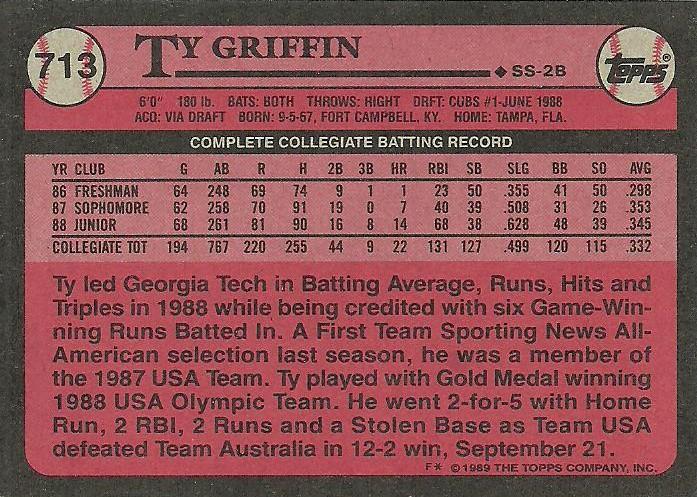 713
TY GRIFFIN
SS-2B
TOPPS®
6'0" 180 lb. BATS: BOTH THROWS: RIGHT DRFT: CUBS #1-JUNE 1988
ACQ: VIA DRAFT BORN: 9-5-67, FORT CAMPBELL, KY. HOME: TAMPA, FLA.
COMPLETE COLLEGIATE BATTING RECORD
YR CLUB G AB R H 2B 3B HR RBI SB SLG BB SO AVG
86 FRESHMAN 64 248 69 74 9 1 1 23 50 .355 41 50 .298
87 SOPHOMORE 62 258 70 91 19 0 7 40 39 .508 31 26 .353
88 JUNIOR 68 261 81 90 16 8 14 68 38 .628 48 39 .345
COLLEGIATE TOT 194 767 220 255 44 9 22 131 127 .499 120 115 .332
Ty led Georgia Tech in Batting Average, Runs, Hits and
Triples in 1988 while being credited with six Game-Win-
ning Runs Batted In. A First Team Sporting News All-
American selection last season, he was a member of
the 1987 USA Team. Ty played with Gold Medal winning
1988 USA Olympic Team. He went 2-for-5 with Home
Run, 2 RBI, 2 Runs and a Stolen Base as Team USA
defeated Team Australia in 12-2 win, September 21.
F* © 1989 THE TOPPS COMPANY, INC.